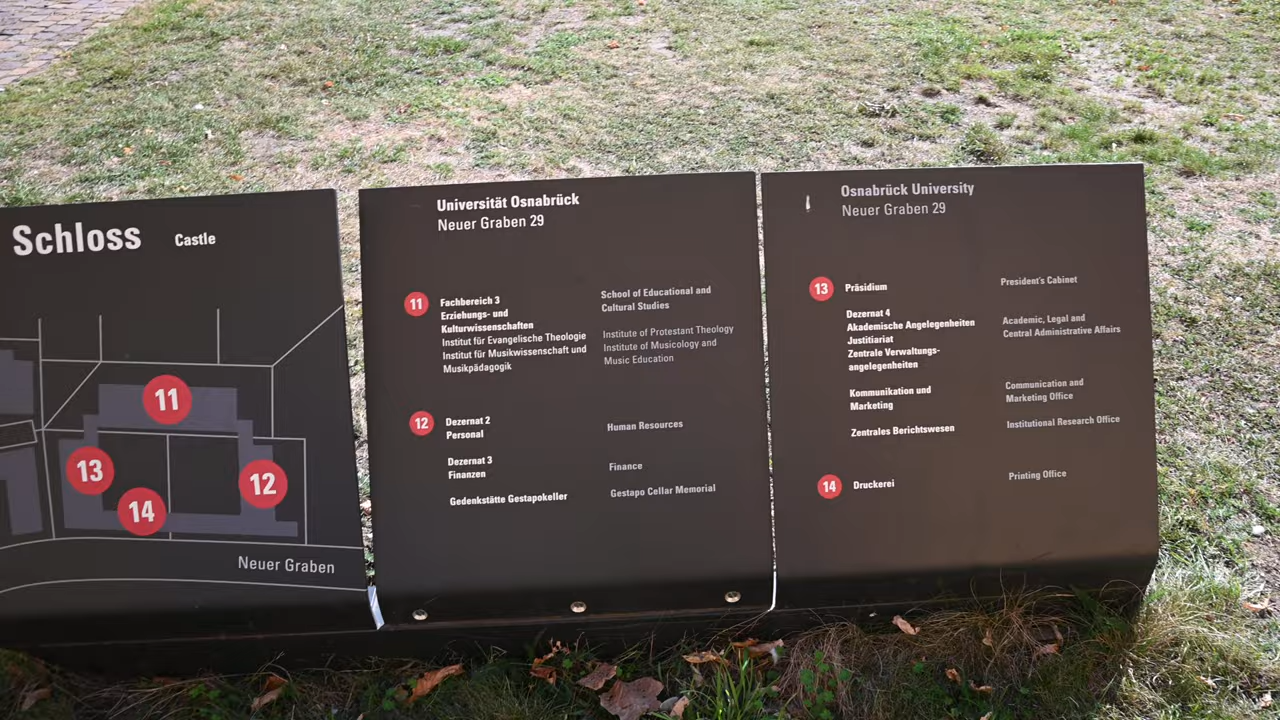 Schloss Castle
11
13
12
14
Neuer Graben
Universität Osnabrück
Neuer Graben 29
11
Fachbereich 3
Erziehungs- und
Kulturwissenschaften
Institut für Evangelische Theologie
Institut für Musikwissenschaft und
Musikpädagogik
School of Educational and
Cultural Studies
Institute of Protestant Theology
Institute of Musicology and
Music Education
12
Dezernat 2
Personal
Human Resources
Dezernat 3
Finanzen
Finance
Gedenkstätte Gestapokeller
Gestapo Cellar Memorial
Osnabrück University
Neuer Graben 29
13
Präsidium
President's Cabinet
Dezernat 4
Akademische Angelegenheiten
Justitiariat
Zentrale Verwaltungs-
angelegenheiten
Academic, Legal and
Central Administrative Affairs
Kommunikation und
Marketing
Communication and
Marketing Office
Zentrales Berichtswesen
Institutional Research Office
14
Druckerei
Printing Office